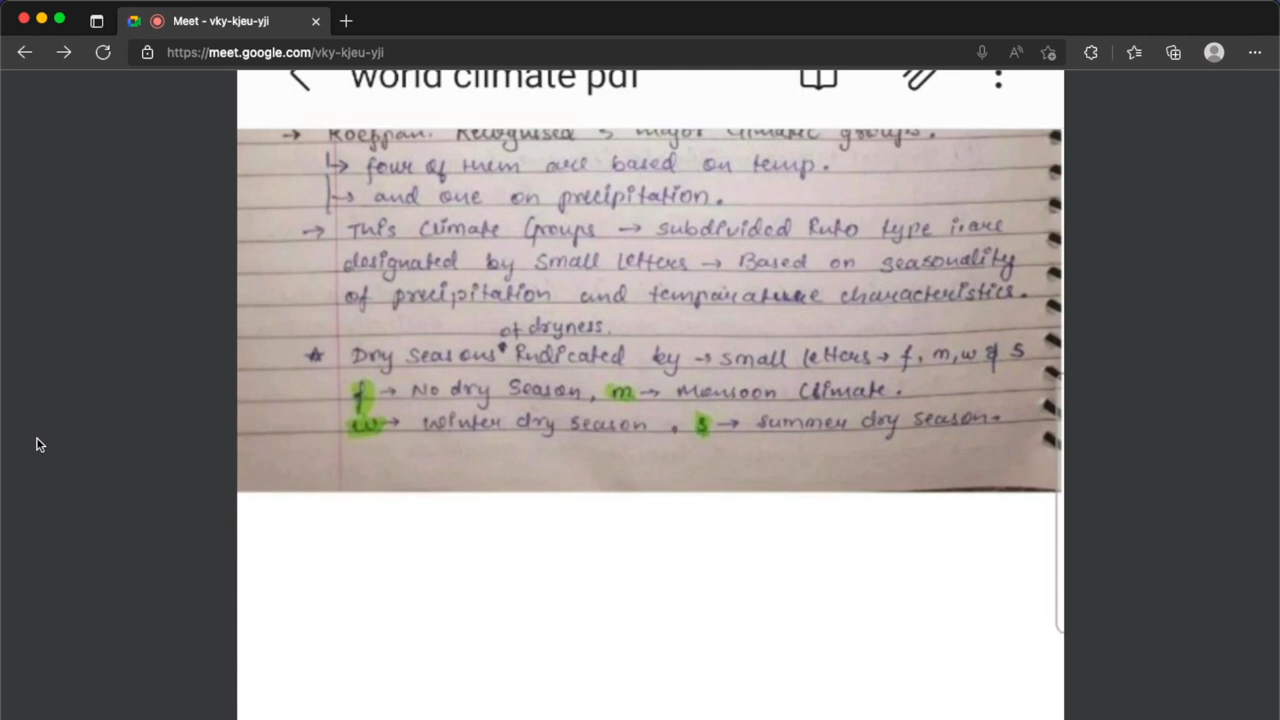 Meet - vky-kjeu-yji
https://meet.google.com/vky-kjeu-yji
world climate pdf
→ Koeppan. Recognised 5 major climatic groups.
↳ four of them are based on temp.
↳ and one on precipitation.
→ This Climate Groups → subdivided Into type i.are
designated by small letters → Based on seasonality
of precipitation and temparature characteristics.
of dryness.
☆ Dry Seasons Indicated by → small letters → f, m, w & s
f → No dry Season, m → Monsoon Climate.
w → winter dry season, s → summer dry season.